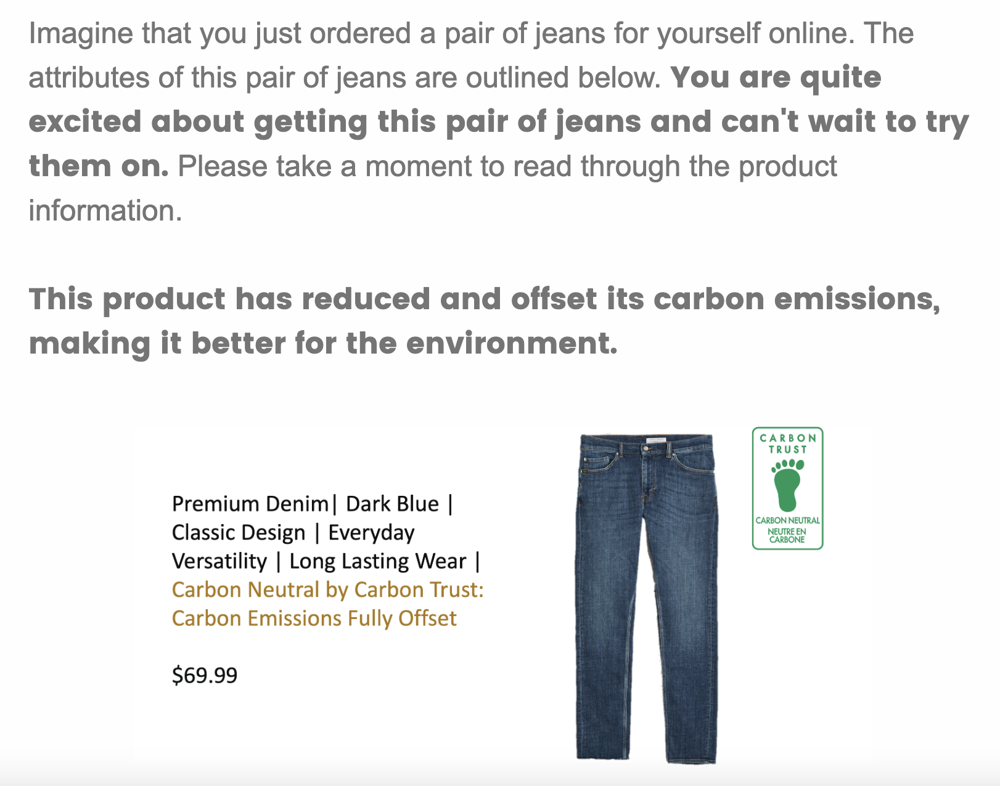 Imagine that you just ordered a pair of jeans for yourself online. The
attributes of this pair of jeans are outlined below. You are quite
excited about getting this pair of jeans and can't wait to try
them on. Please take a moment to read through the product
information.
This product has reduced and offset its carbon emissions,
making it better for the environment.
Premium Denim| Dark Blue |
Classic Design | Everyday
Versatility | Long Lasting Wear |
Carbon Neutral by Carbon Trust:
Carbon Emissions Fully Offset
$69.99
CARBON
TRUST
CARBON NEUTRAL
NEUTRE EN
CARBONE